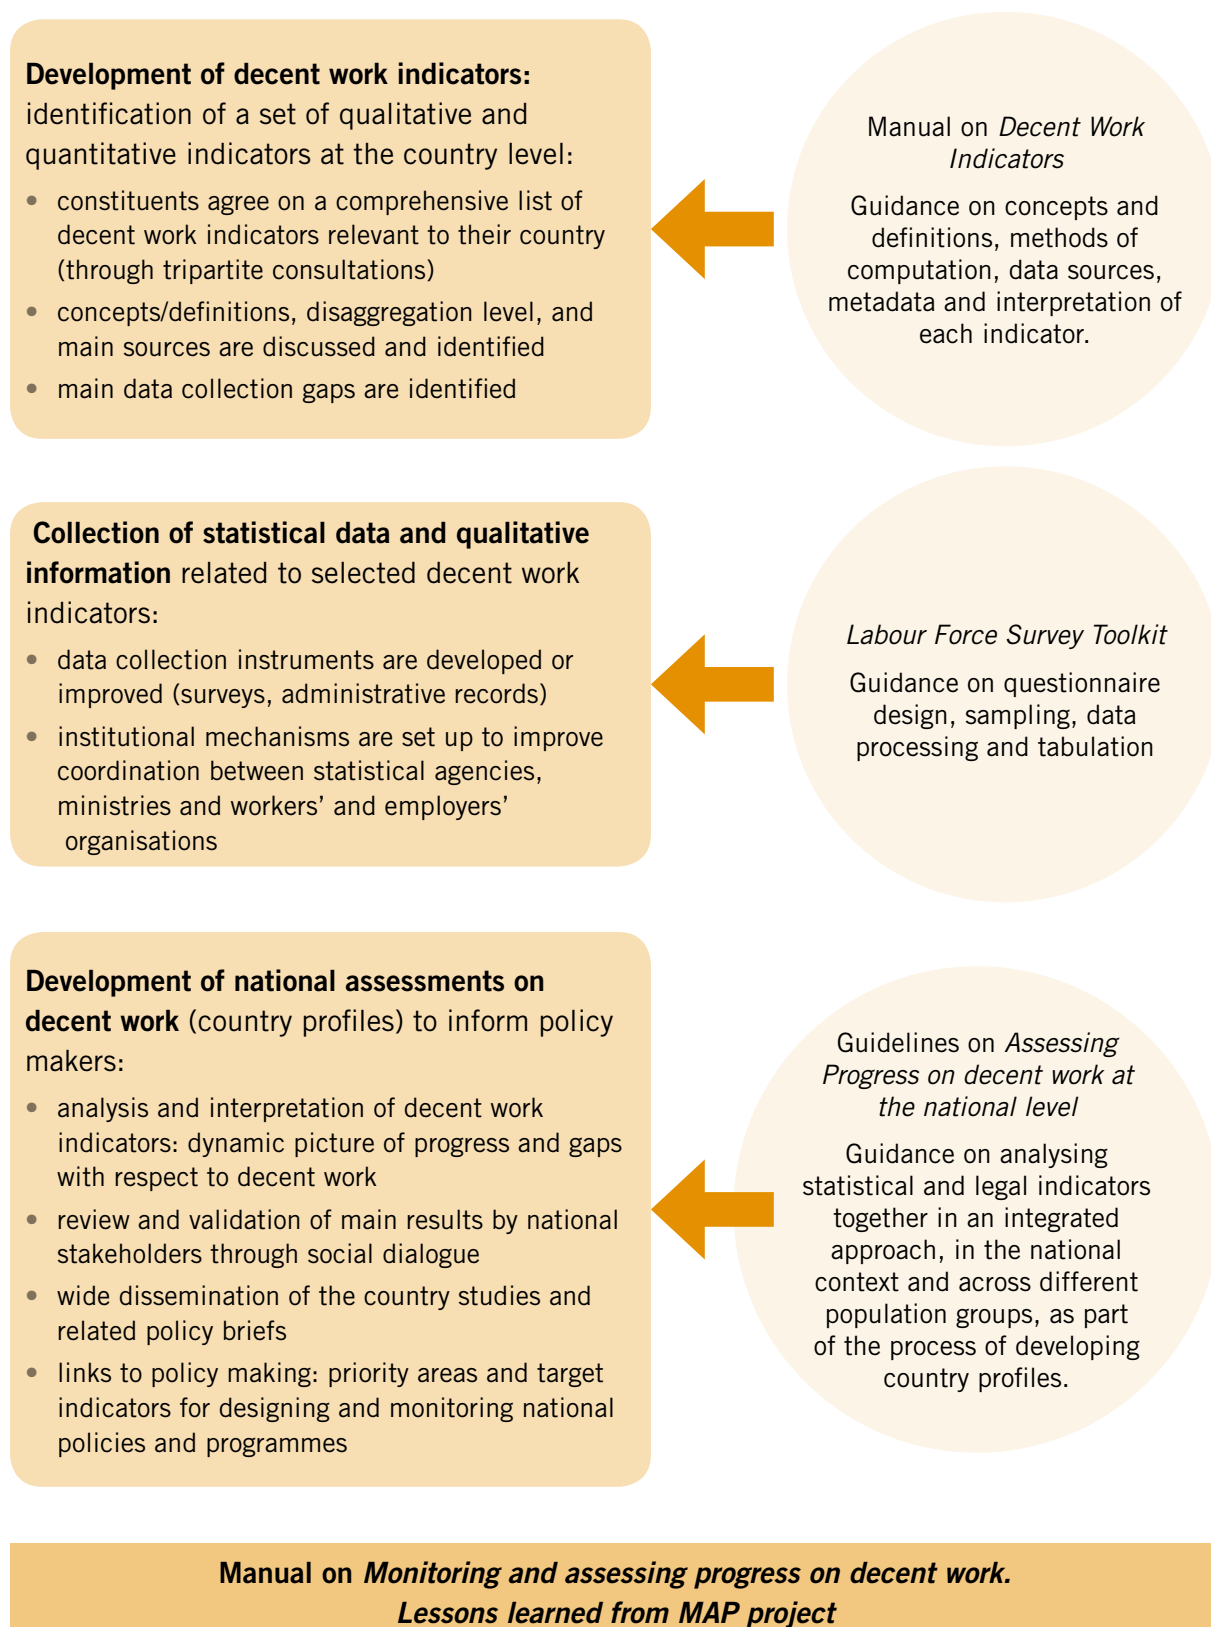 Development of decent work indicators:
identification of a set of qualitative and
quantitative indicators at the country level:
• constituents agree on a comprehensive list of
decent work indicators relevant to their country
(through tripartite consultations)
• concepts/definitions, disaggregation level, and
main sources are discussed and identified
• main data collection gaps are identified
Manual on Decent Work
Indicators
Guidance on concepts and
definitions, methods of
computation, data sources,
metadata and interpretation of
each indicator.
Collection of statistical data and qualitative
information related to selected decent work
indicators:
• data collection instruments are developed or
improved (surveys, administrative records)
• institutional mechanisms are set up to improve
coordination between statistical agencies,
ministries and workers’ and employers’
organisations
Labour Force Survey Toolkit
Guidance on questionnaire
design, sampling, data
processing and tabulation
Development of national assessments on
decent work (country profiles) to inform policy
makers:
• analysis and interpretation of decent work
indicators: dynamic picture of progress and gaps
with respect to decent work
• review and validation of main results by national
stakeholders through social dialogue
• wide dissemination of the country studies and
related policy briefs
• links to policy making: priority areas and target
indicators for designing and monitoring national
policies and programmes
Guidelines on Assessing
Progress on decent work at
the national level
Guidance on analysing
statistical and legal indicators
together in an integrated
approach, in the national
context and across different
population groups, as part
of the process of developing
country profiles.
Manual on Monitoring and assessing progress on decent work.
Lessons learned from MAP project